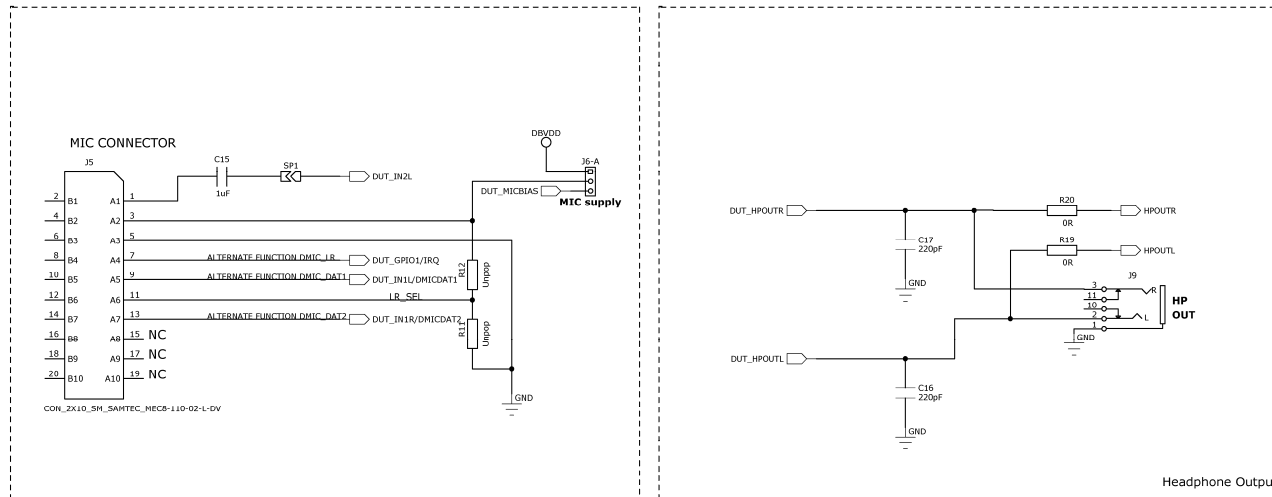 MIC CONNECTOR
J5
2 B1 A1 1
4 B2 A2 3
6 B3 A3 5
8 B4 A4 7
10 B5 A5 9
12 B6 A6 11
14 B7 A7 13
16 B8 A8 15 NC
18 B9 A9 17 NC
20 B10 A10 19 NC
CON_2X10_SM_SAMTEC_MEC8-110-02-L-DV
C15
1uF
SP1
DUT_IN2L
DBVDD
J6-A
DUT_MICBIAS
MIC supply
ALTERNATE FUNCTION DMIC_LR
DUT_GPIO1/IRQ
ALTERNATE FUNCTION DMIC_DAT1
DUT_IN1L/DMICDAT1
LR_SEL
ALTERNATE FUNCTION DMIC_DAT2
DUT_IN1R/DMICDAT2
R12
Unpop
R11
Unpop
GND
DUT_HPOUTR
C17
220pF
GND
R20
0R
HPOUTR
R19
0R
HPOUTL
J9
3
11
10
2
1
R
L
HP
OUT
GND
DUT_HPOUTL
C16
220pF
GND
Headphone Outpu